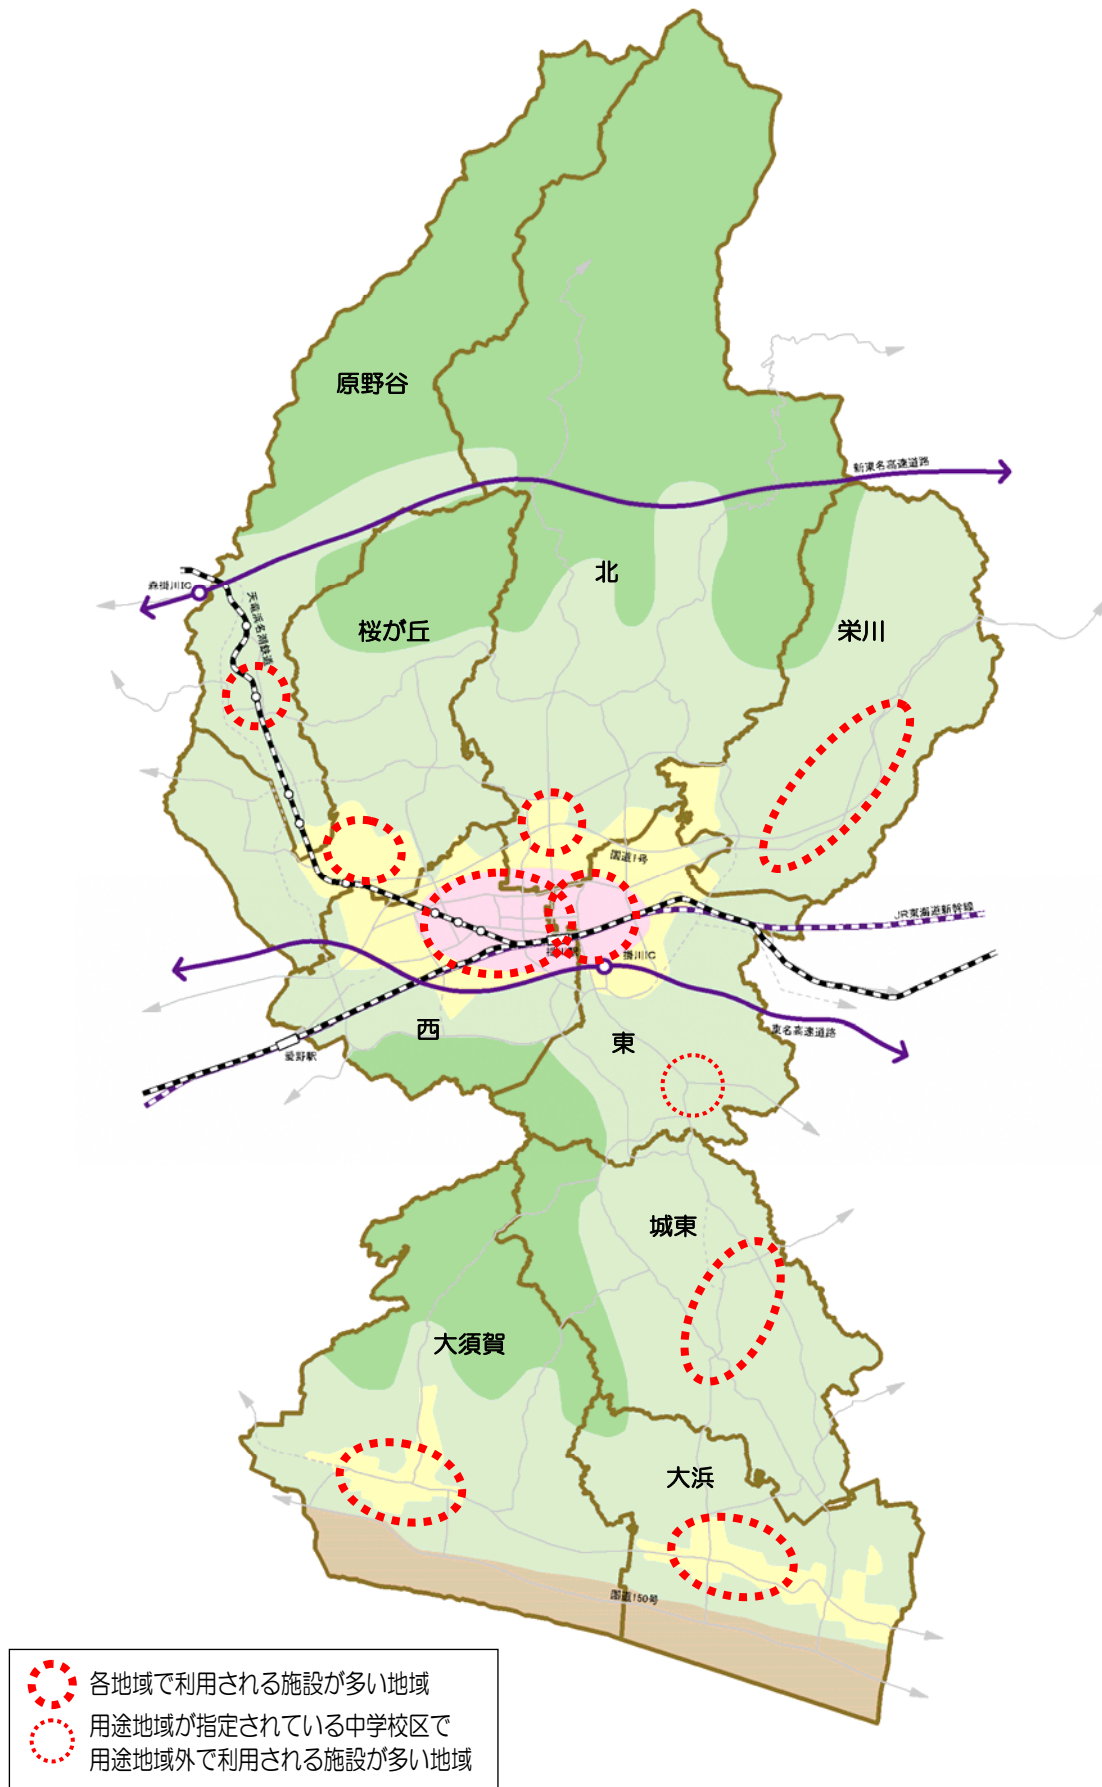 原野谷
新東名高速道路
北
森掛川IC
天竜浜名湖鉄道
桜が丘
栄川
国道1号
JR東海道新幹線
掛川駅
掛川IC
西
東
東名高速道路
愛野駅
城東
大須賀
大浜
国道150号
各地域で利用される施設が多い地域
用途地域が指定されている中学校区で
用途地域外で利用される施設が多い地域